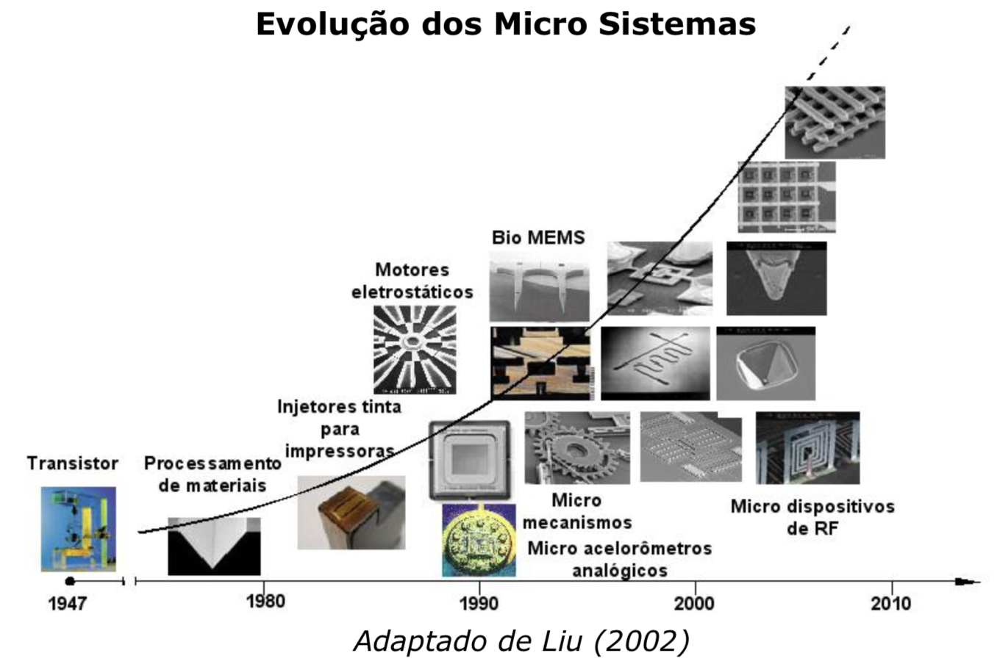 Evolução dos Micro Sistemas
Bio MEMS
Motores
eletrostáticos
Injetores tinta
para
impressoras
Transistor
Processamento
de materiais
Micro
mecanismos
Micro acelorômetros
analógicos
Micro dispositivos
de RF
1947
1980
1990
2000
2010
Adaptado de Liu (2002)